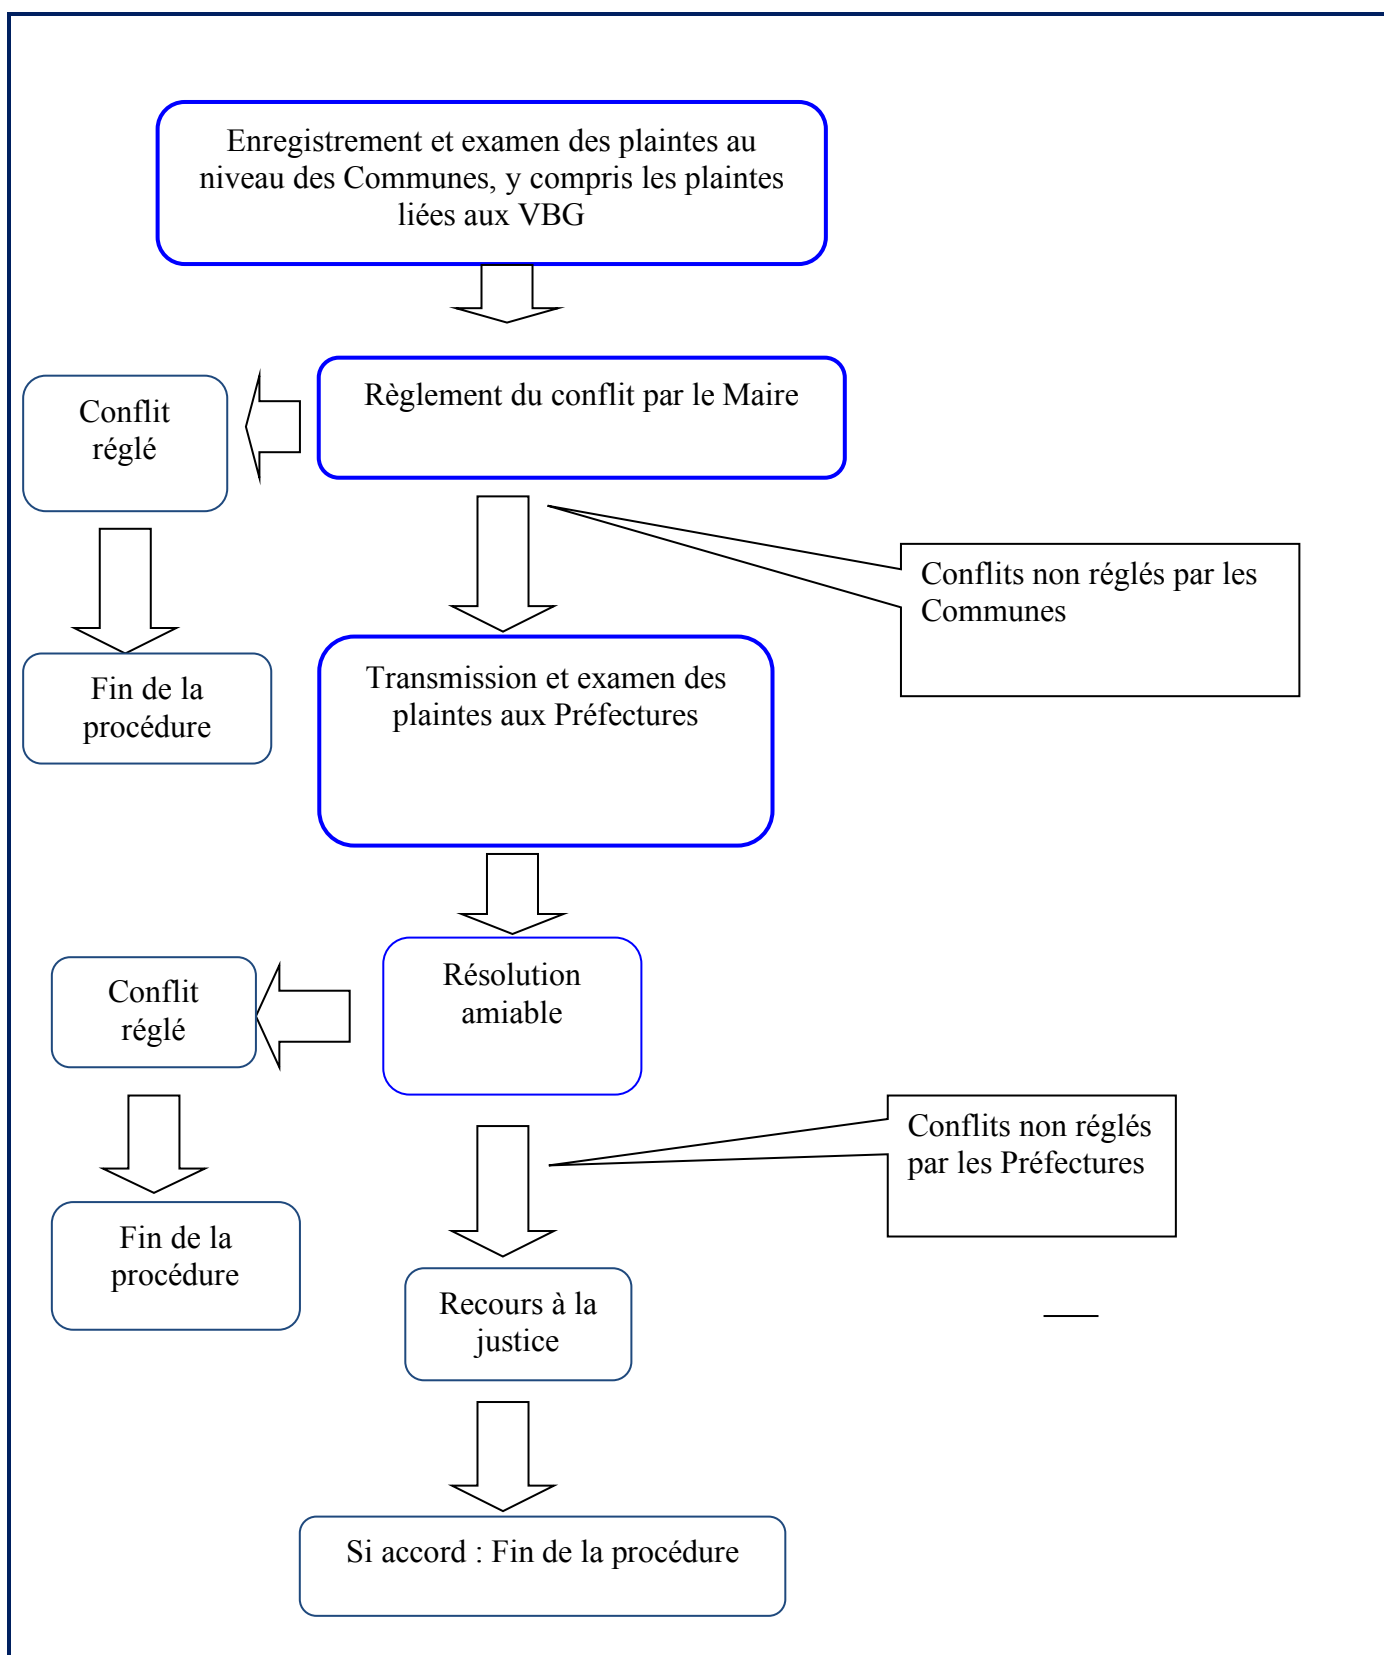 Enregistrement et examen des plaintes au
niveau des Communes, y compris les plaintes
liées aux VBG
Règlement du conflit par le Maire
Conflit
réglé
Conflits non réglés par les
Communes
Fin de la
procédure
Transmission et examen des
plaintes aux Préfectures
Résolution
amiable
Conflit
réglé
Conflits non réglés
par les Préfectures
Fin de la
procédure
Recours à la
justice
Si accord : Fin de la procédure